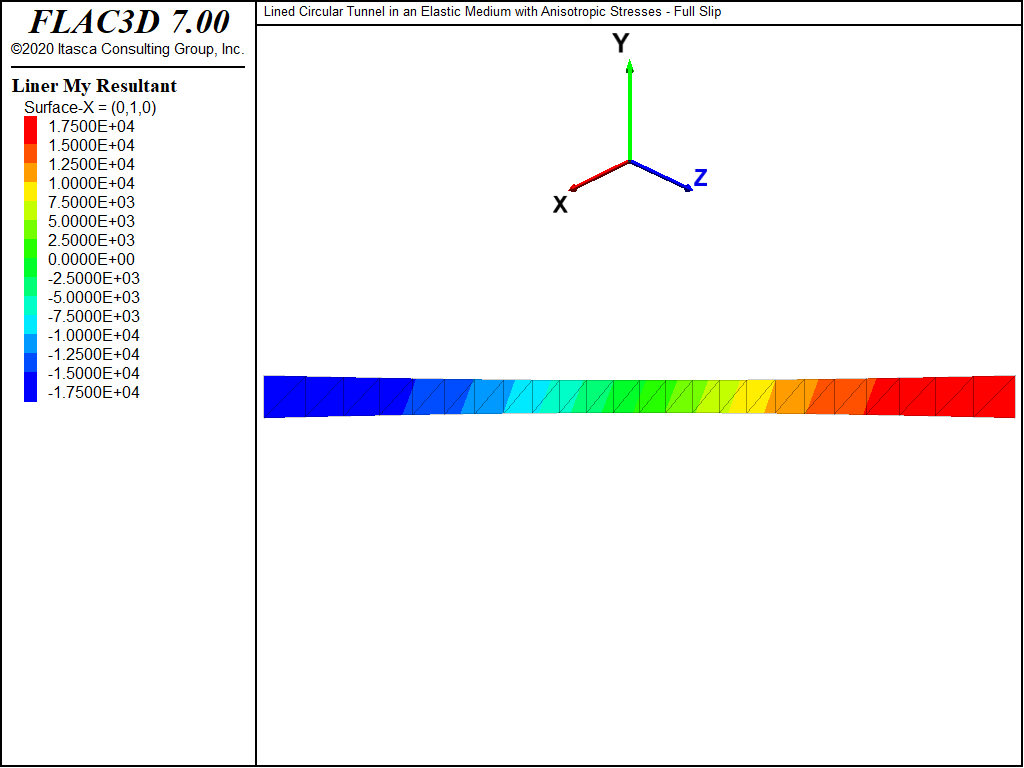 FLAC3D 7.00
©2020 Itasca Consulting Group, Inc.
Liner My Resultant
Surface-X = (0,1,0)
1.7500E+04
1.5000E+04
1.2500E+04
1.0000E+04
7.5000E+03
5.0000E+03
2.5000E+03
0.0000E+00
-2.5000E+03
-5.0000E+03
-7.5000E+03
-1.0000E+04
-1.2500E+04
-1.5000E+04
-1.7500E+04
Lined Circular Tunnel in an Elastic Medium with Anisotropic Stresses - Full Slip
Y
Z
X